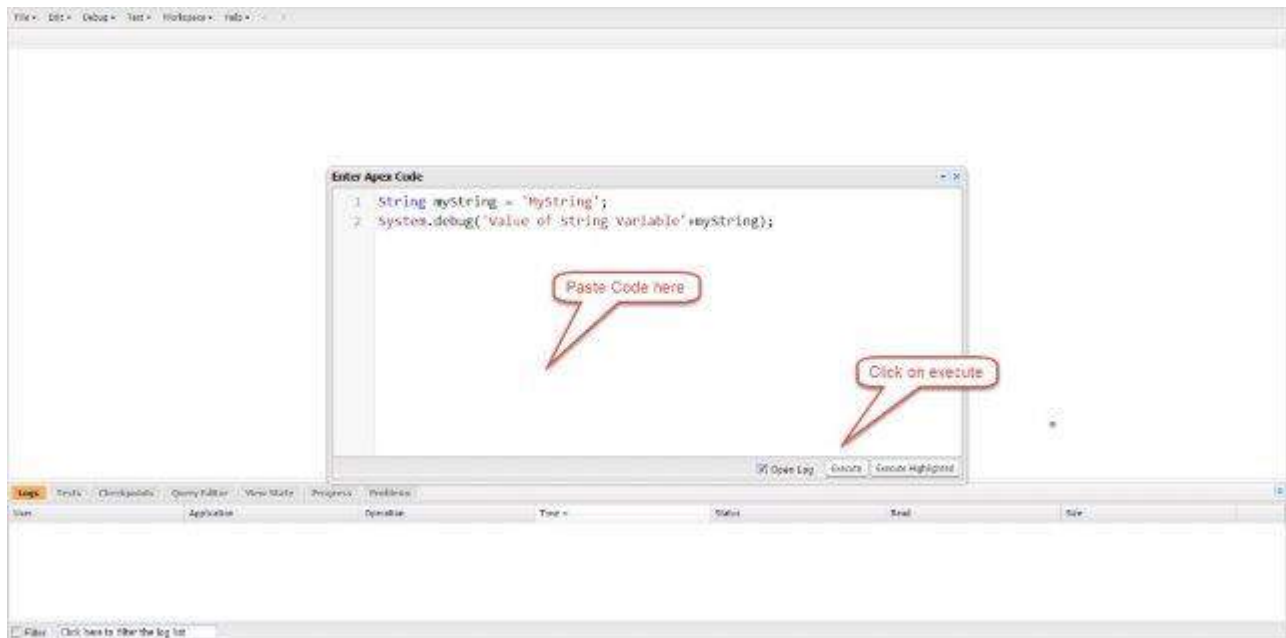 File Edit Debug Test Workspace Help < >
Enter Apex Code
1 String myString = 'MyString';
2 System.debug('Value of String Variable'+myString);
Paste Code here
Click on execute
Open Log Execute Execute Highlighted
Logs Tests Checkpoints Query Editor View State Progress Problems
User Application Operation Time Status Read Size
Filter Click here to filter the log list